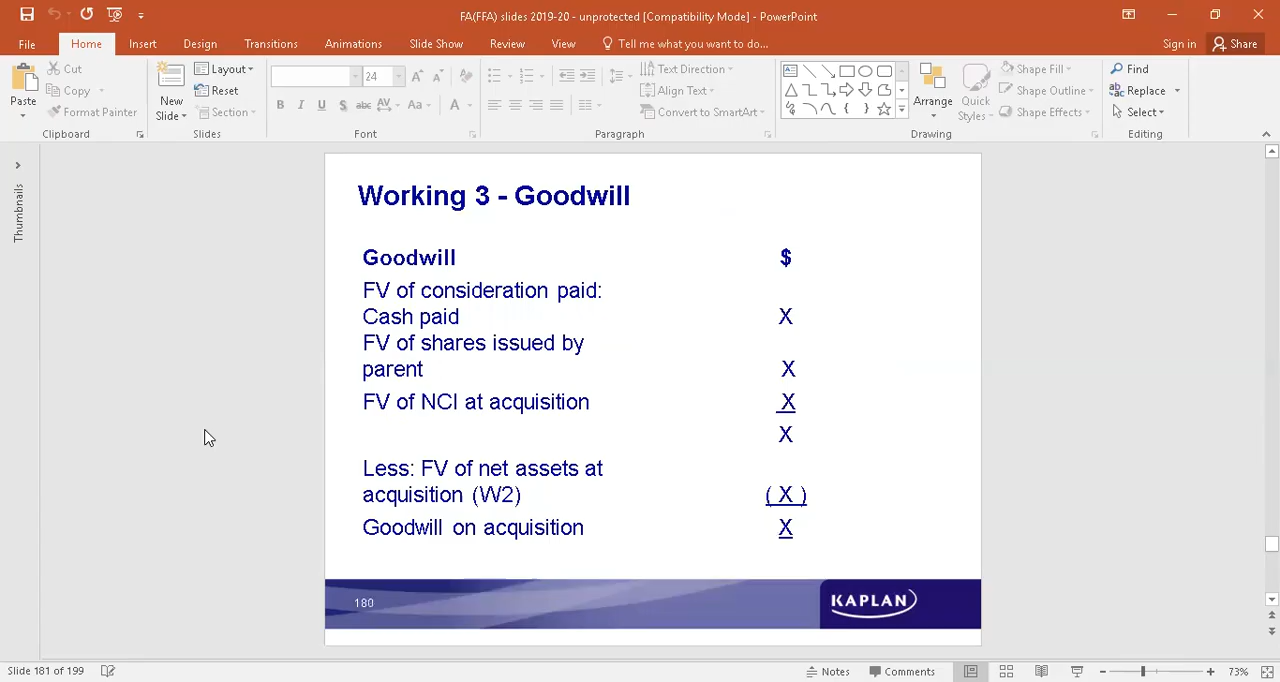 FA(FFA) slides 2019-20 - unprotected [Compatibility Mode] - PowerPoint
File Home Insert Design Transitions Animations Slide Show Review View Tell me what you want to do... Sign in Share
Paste
Cut
Copy
Format Painter
Clipboard
New Slide
Layout
Reset
Section
Slides
24
B I U S abc AV Aa A
Font
Text Direction
Align Text
Convert to SmartArt
Paragraph
Arrange
Quick Styles
Shape Fill
Shape Outline
Shape Effects
Drawing
Find
Replace
Select
Editing
Thumbnails
Working 3 - Goodwill
Goodwill $
FV of consideration paid:
Cash paid X
FV of shares issued by
parent X
FV of NCI at acquisition X
X
Less: FV of net assets at
acquisition (W2) ( X )
Goodwill on acquisition X
180 KAPLAN
Slide 181 of 199 Notes Comments 73%